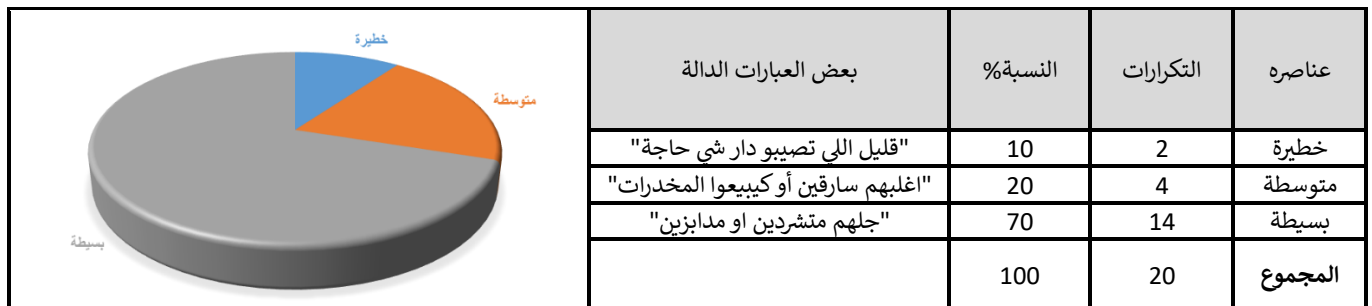 عناصره التكرارات النسبة% بعض العبارات الدالة
خطيرة 2 10 "قليل اللي تصيبو دار شي حاجة"
متوسطة 4 20 "اغلبهم سارقين أو كيبيعوا المخدرات"
بسيطة 14 70 "جلهم متشردين او مدابزين"
المجموع 20 100
خطيرة
متوسطة
بسيطة